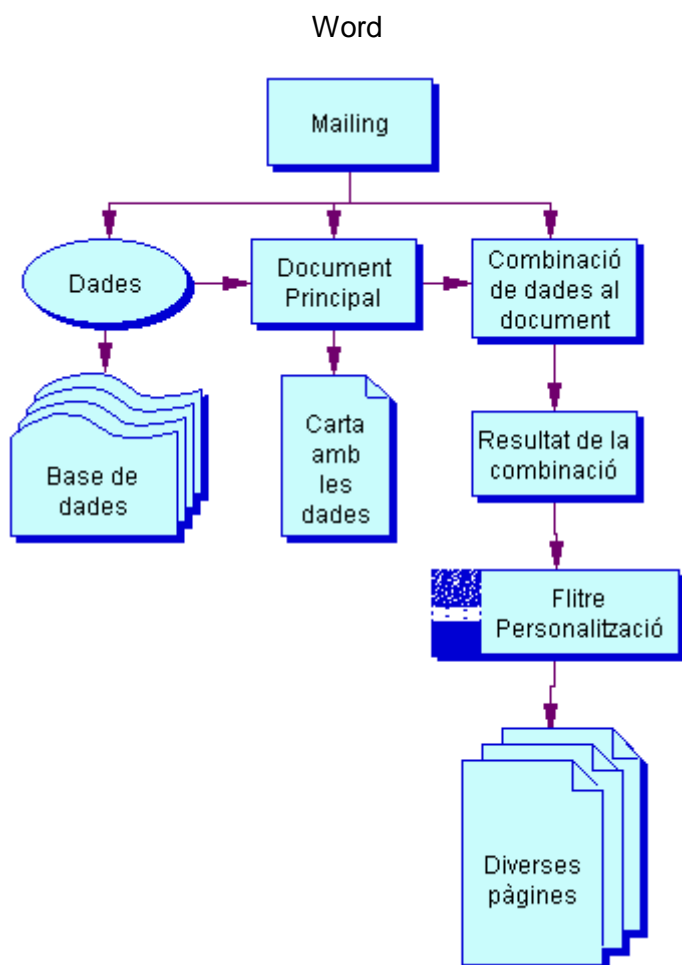 Word
Mailing
Dades
Document
Principal
Combinació
de dades al
document
Base de
dades
Carta
amb
les
dades
Resultat de la
combinació
Flitre
Personalització
Diverses
pàgines